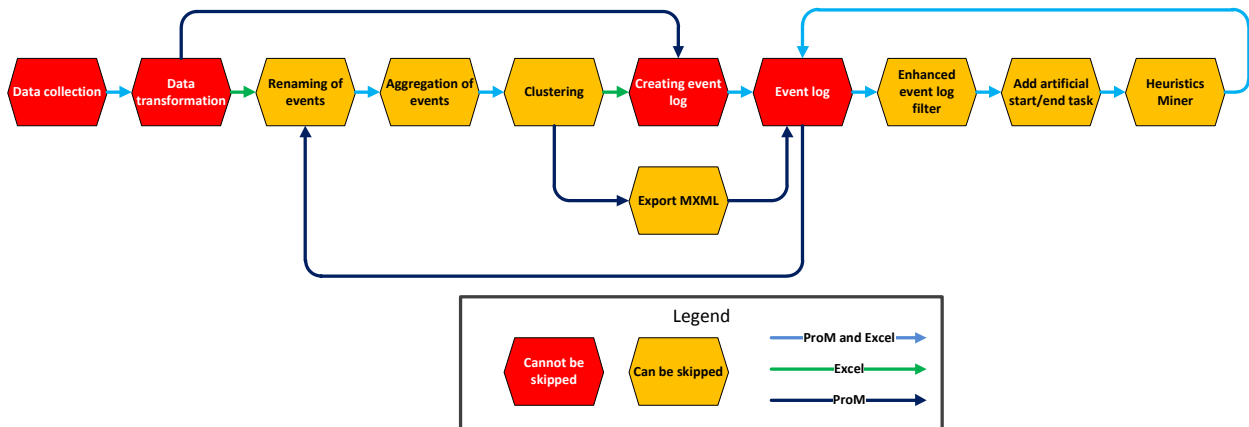 Data collection
Data
transformation
Renaming of
events
Aggregation of
events
Clustering
Creating event
log
Event log
Enhanced
event log
filter
Add artificial
start/end task
Heuristics
Miner
Export MXML
Legend
Cannot be
skipped
Can be skipped
ProM and Excel
Excel
ProM